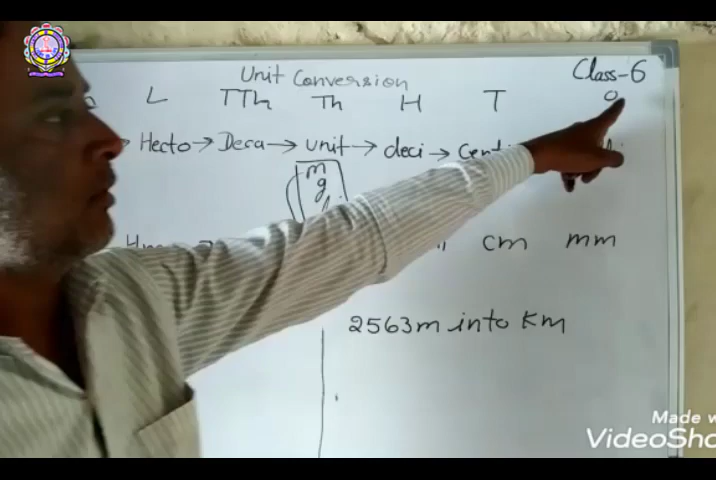 Class-6
Unit Conversion
L TTh Th H T O
Hecto → Deca → unit → deci →
m
g
cm mm
2563m into Km
Made w
VideoSho